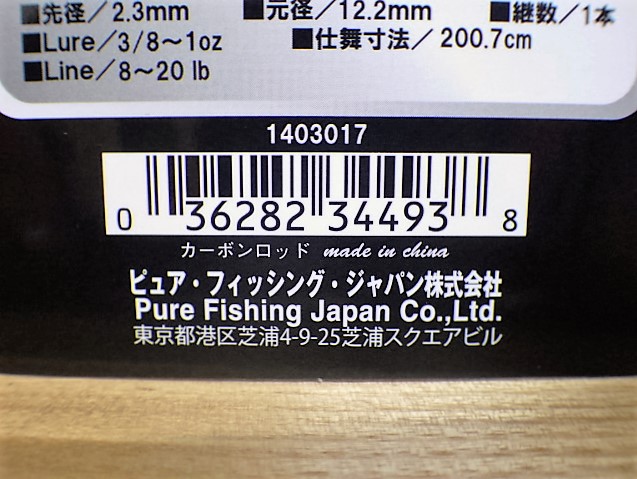 ■先径／2.3mm ■元径／12.2mm ■継数／1本
■Lure／3/8〜1oz ■仕舞寸法／200.7cm
■Line／8〜20 lb
1403017
0 36282 34493 8
カーボンロッド made in china
ピュア・フィッシング・ジャパン株式会社
Pure Fishing Japan Co.,Ltd.
東京都港区芝浦4-9-25芝浦スクエアビル